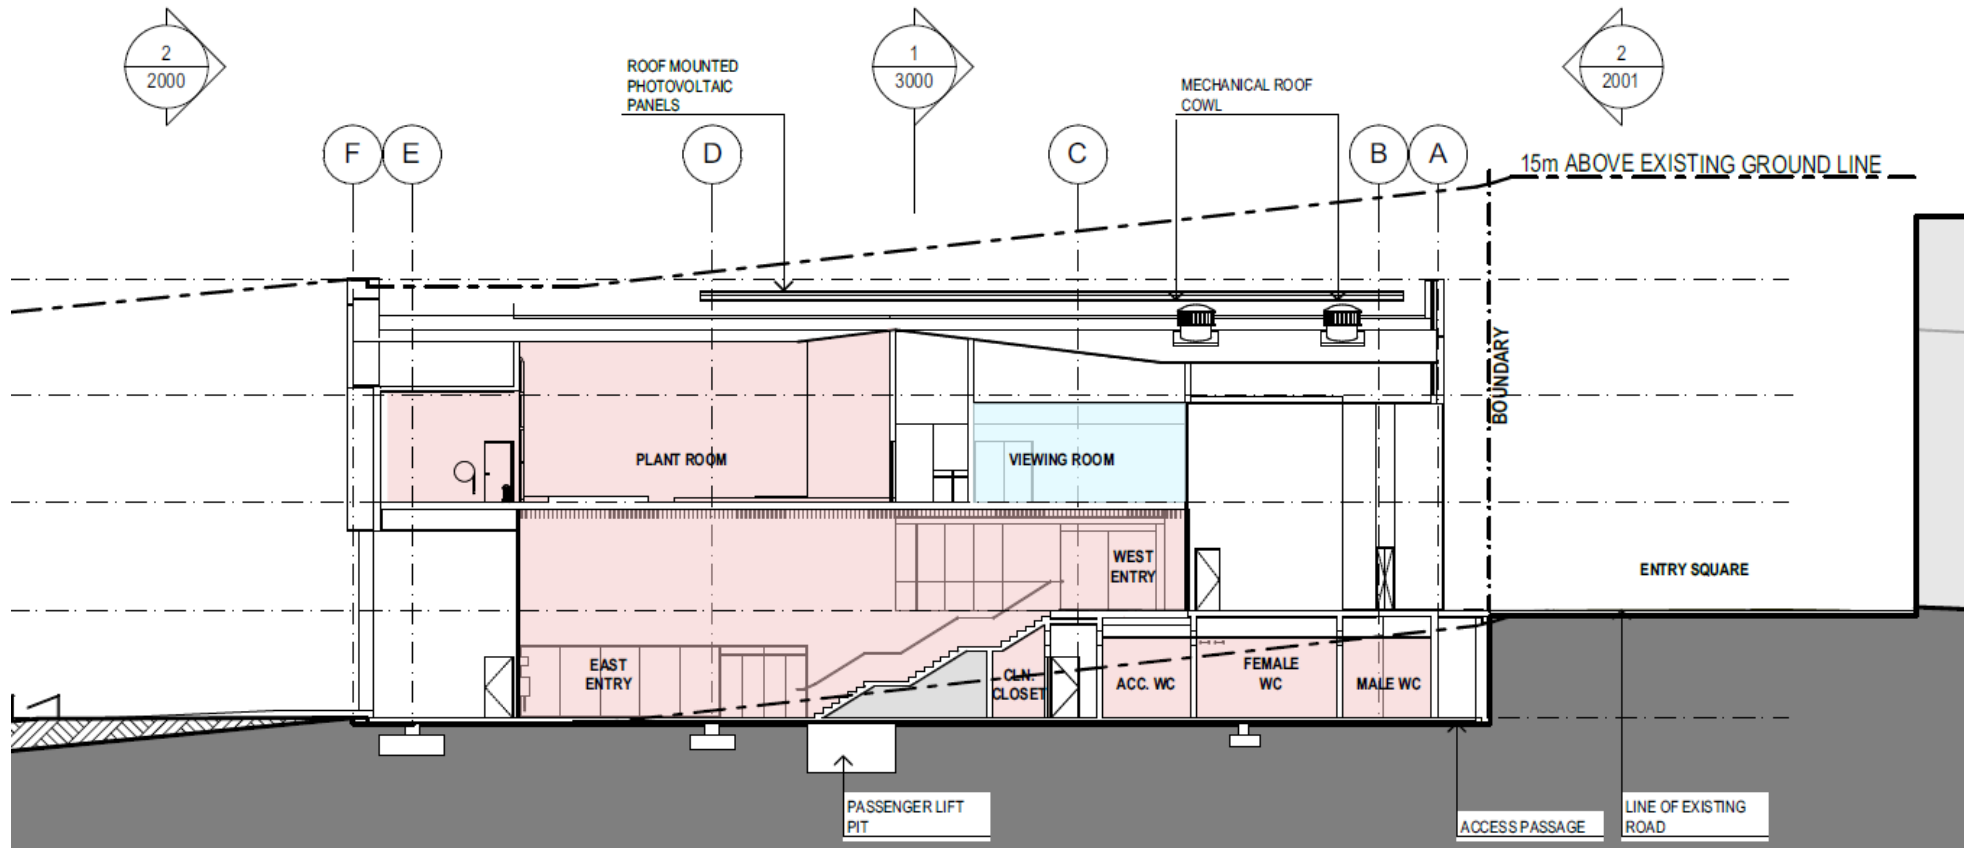 2
2000
ROOF MOUNTED
PHOTOVOLTAIC
PANELS
1
3000
MECHANICAL ROOF
COWL
2
2001
F
E
D
C
B
A
15m ABOVE EXISTING GROUND LINE
BOUNDARY
PLANT ROOM
VIEWING ROOM
WEST
ENTRY
ENTRY SQUARE
EAST
ENTRY
CLN.
CLOSET
ACC. WC
FEMALE
WC
MALE WC
PASSENGER LIFT
PIT
ACCESS PASSAGE
LINE OF EXISTING
ROAD